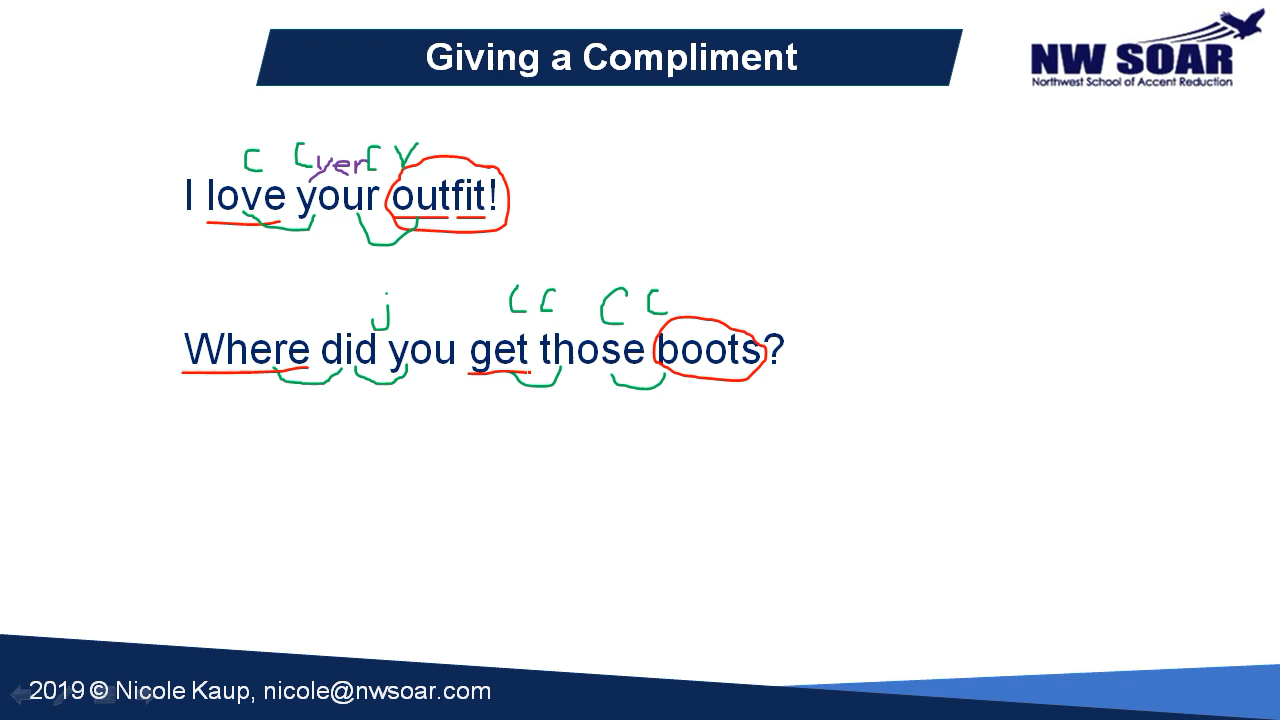 Giving a Compliment
NW SOAR
Northwest School of Accent Reduction
C C yer C V
I love your outfit!
j C C C C
Where did you get those boots?
2019 © Nicole Kaup, nicole@nwsoar.com